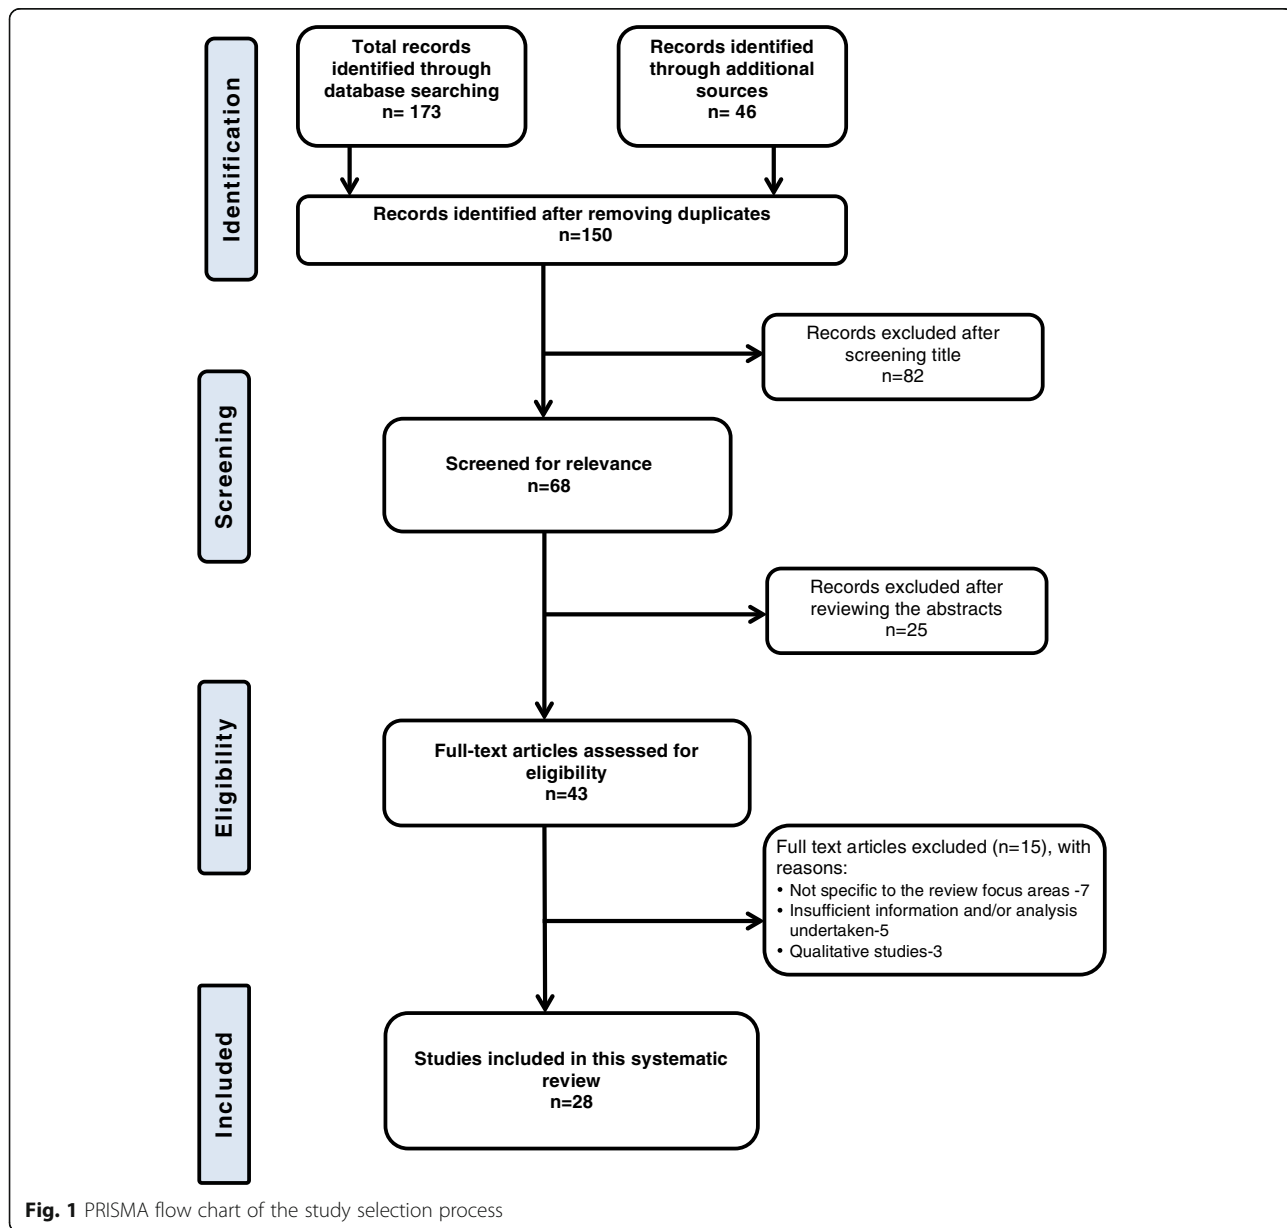 Identification
Total records
identified through
database searching
n= 173
Records identified
through additional
sources
n= 46
Records identified after removing duplicates
n=150
Records excluded after
screening title
n=82
Screening
Screened for relevance
n=68
Records excluded after
reviewing the abstracts
n=25
Eligibility
Full-text articles assessed for
eligibility
n=43
Full text articles excluded (n=15), with
reasons:
• Not specific to the review focus areas -7
• Insufficient information and/or analysis
undertaken-5
• Qualitative studies-3
Included
Studies included in this systematic
review
n=28
Fig. 1 PRISMA flow chart of the study selection process